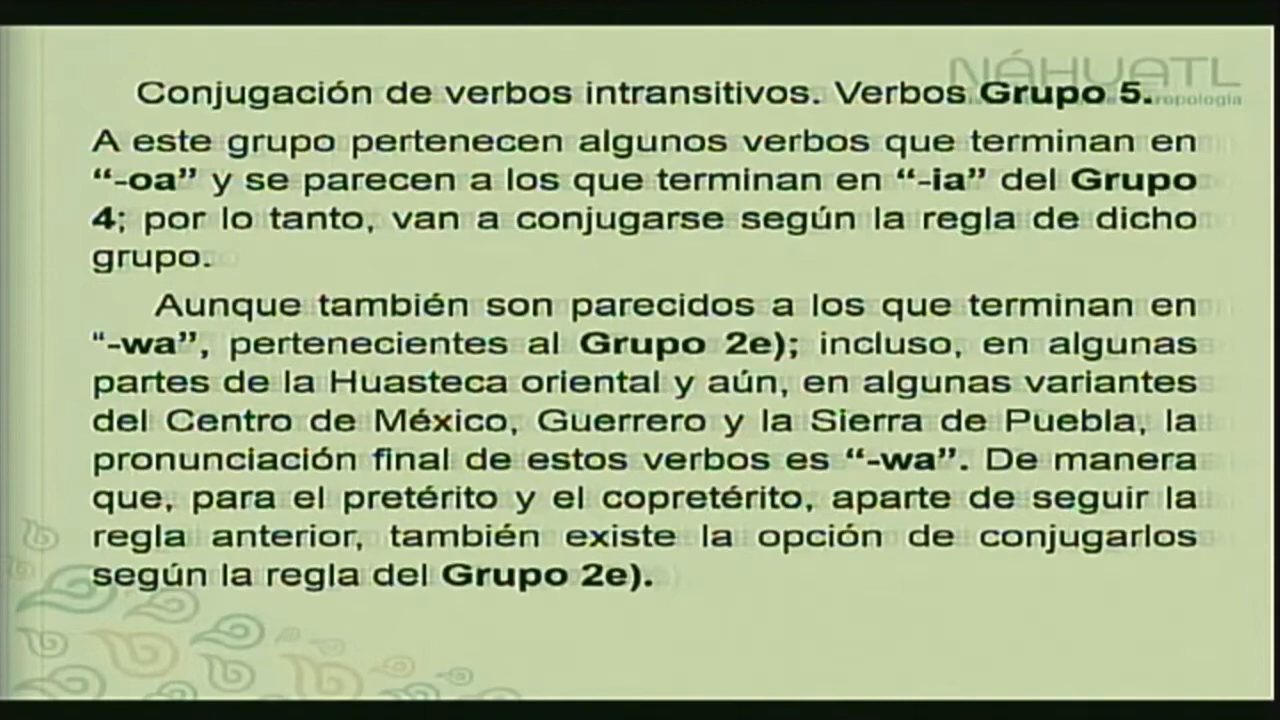 NÁHUATL
Conjugación de verbos intransitivos. Verbos Grupo 5.
A este grupo pertenecen algunos verbos que terminan en
“-oa” y se parecen a los que terminan en “-ia” del Grupo
4; por lo tanto, van a conjugarse según la regla de dicho
grupo.
Aunque también son parecidos a los que terminan en
“-wa”, pertenecientes al Grupo 2e); incluso, en algunas
partes de la Huasteca oriental y aún, en algunas variantes
del Centro de México, Guerrero y la Sierra de Puebla, la
pronunciación final de estos verbos es “-wa”. De manera
que, para el pretérito y el copretérito, aparte de seguir la
regla anterior, también existe la opción de conjugarlos
según la regla del Grupo 2e).